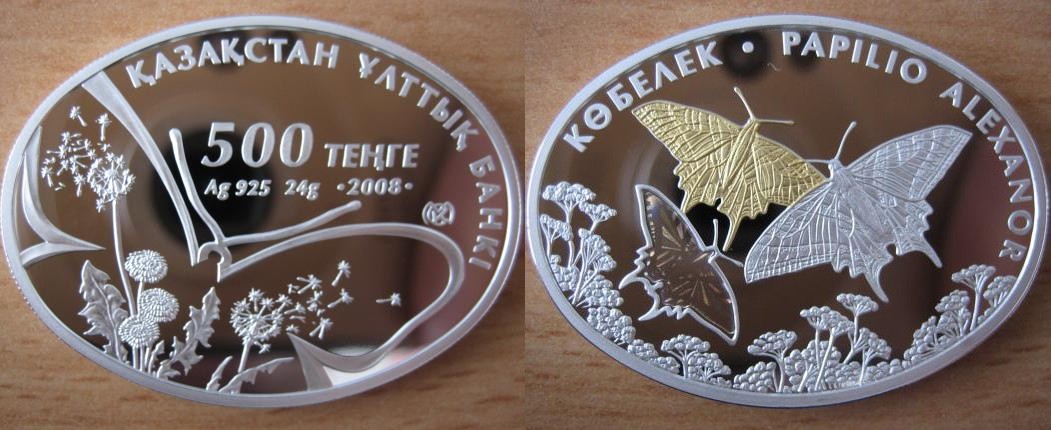 ҚАЗАҚСТАН ҰЛТТЫҚ БАНКІ
500 ТЕҢГЕ
Ag 925 24g ·2008·
КӨБЕЛЕК • PAPILIO ALEXANOR